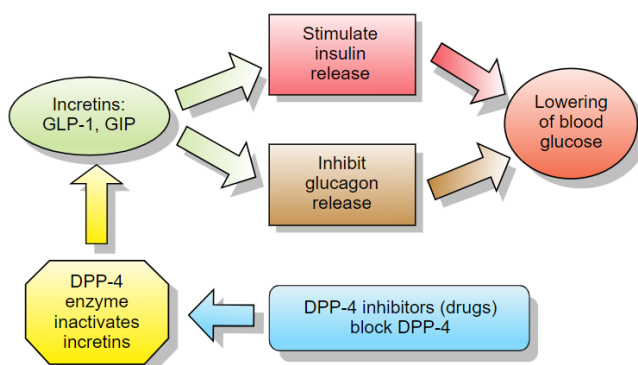 Stimulate
insulin
release
Incretins:
GLP-1, GIP
Lowering
of blood
glucose
Inhibit
glucagon
release
DPP-4
enzyme
inactivates
incretins
DPP-4 inhibitors (drugs)
block DPP-4